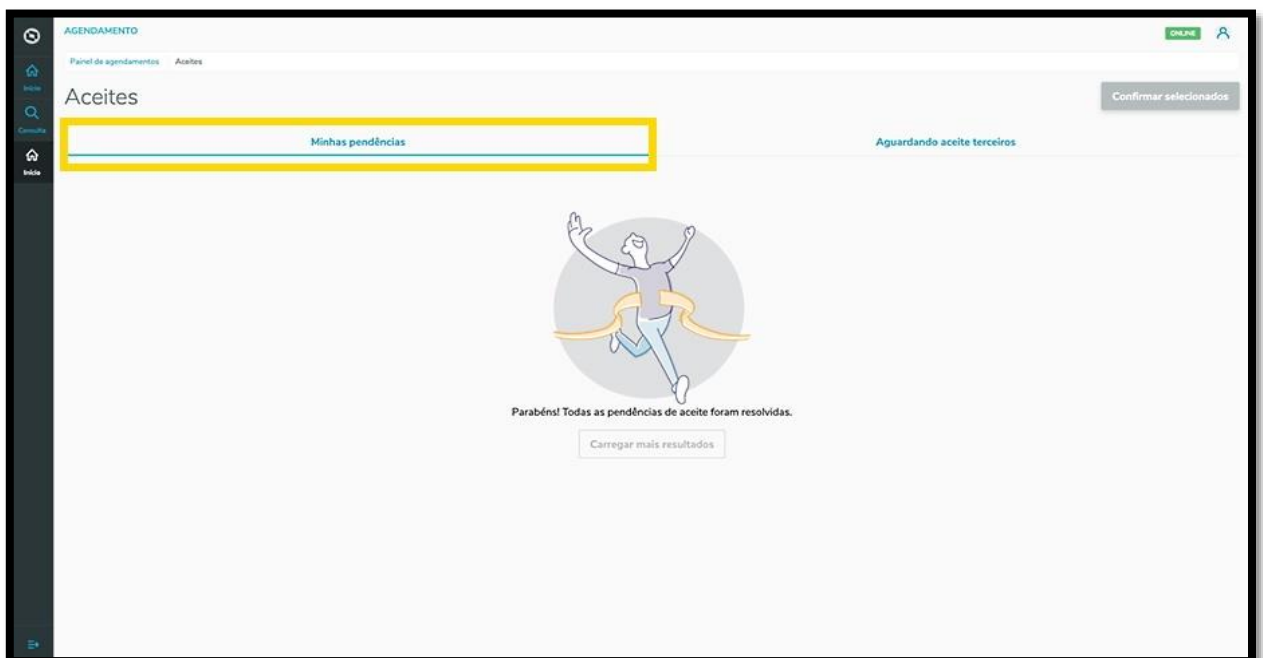 AGENDAMENTO
ONLINE
Painel de agendamentos Aceites
Início
Aceites
Confirmar selecionados
Consulta
Minhas pendências
Aguardando aceite terceiros
Início
Parabéns! Todas as pendências de aceite foram resolvidas.
Carregar mais resultados